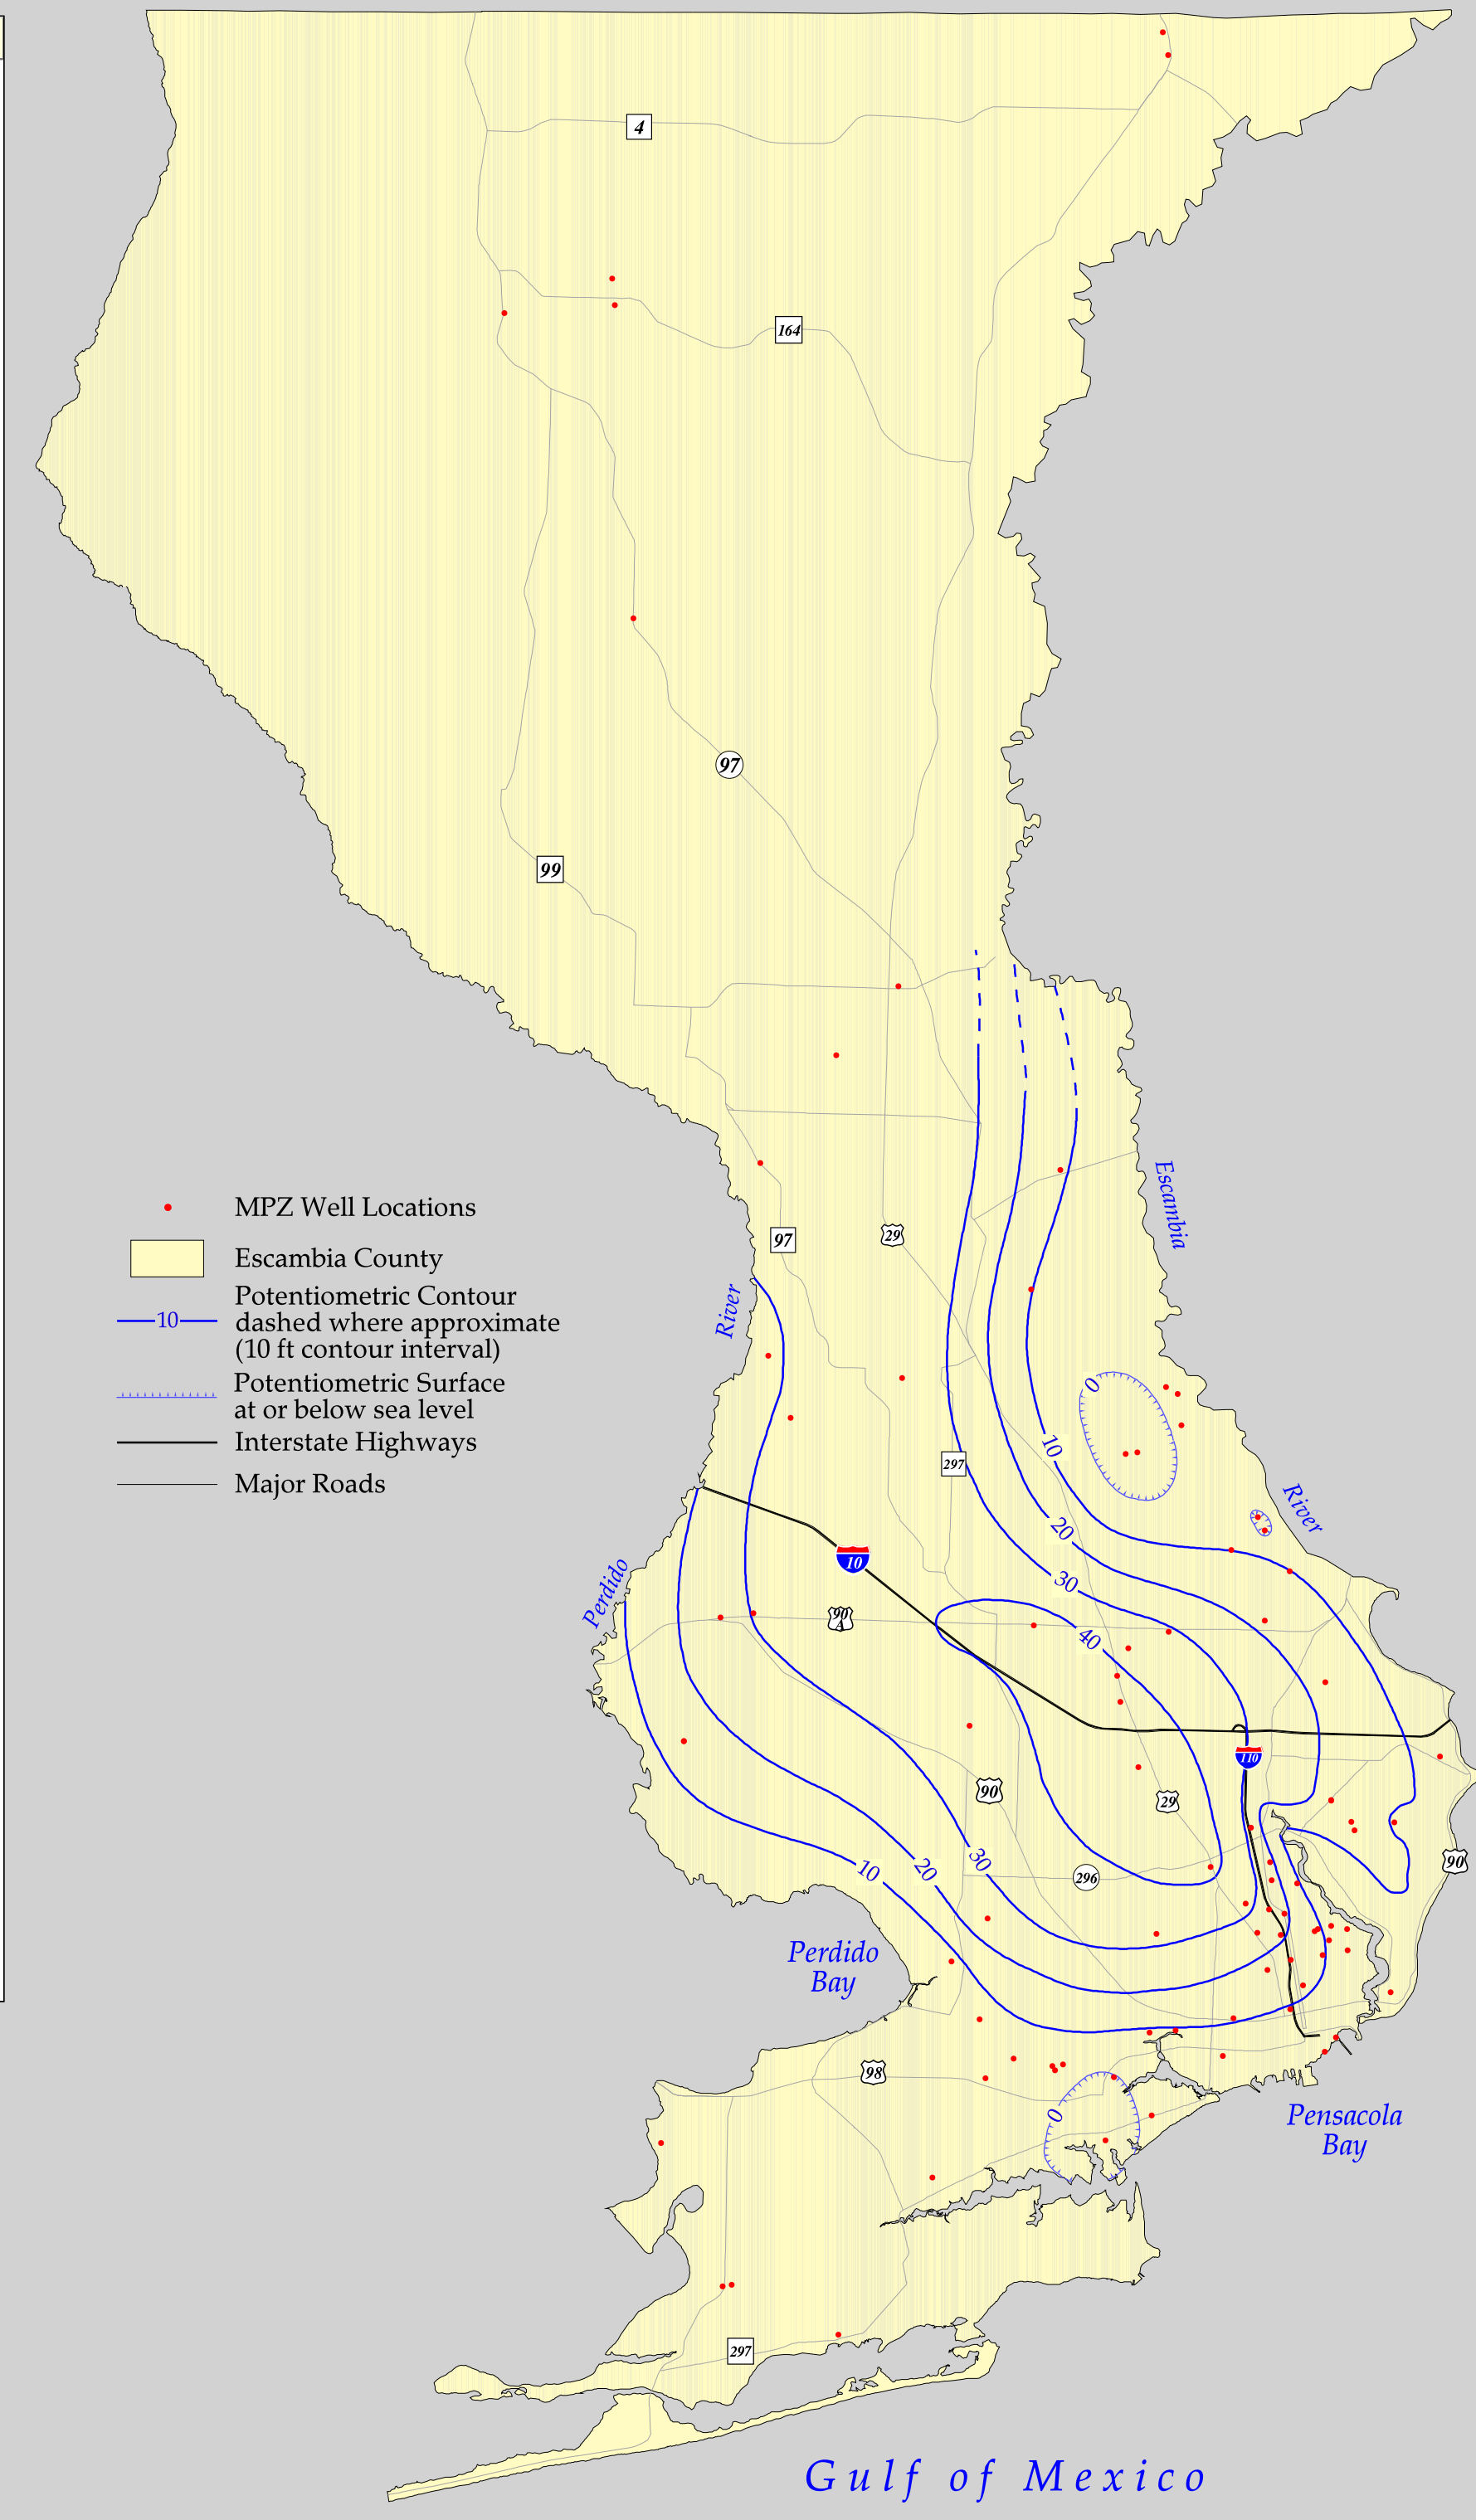 4
164
97
99
Escambia
MPZ Well Locations
97
29
Escambia County
River
Potentiometric Contour
10
dashed where approximate
(10 ft contour interval)
Potentiometric Surface
at or below sea level
0
Interstate Highways
10
297
Major Roads
River
20
10
30
Perdido
90
A
40
110
90
29
30
20
10
90
296
Perdido
Bay
98
0
Pensacola
Bay
297
Gulf of Mexico